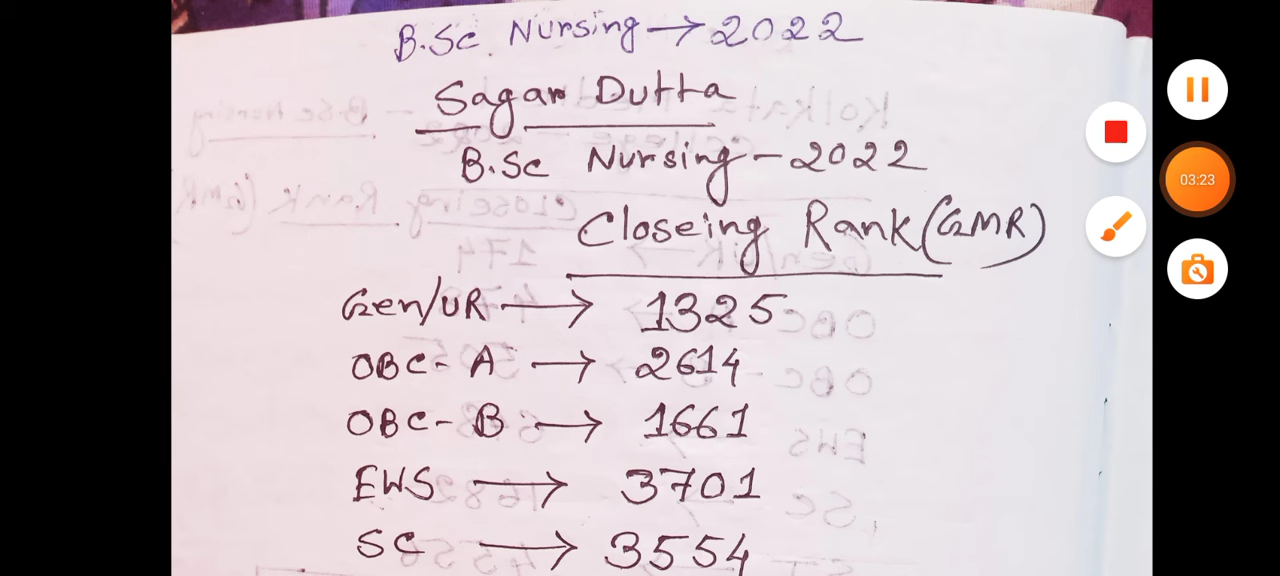 B.Sc Nursing → 2022
Sagar Dutta
B.Sc Nursing - 2022
Closeing Rank (GMR)
Gen/UR → 1325
OBC - A → 2614
OBC - B → 1661
EWS → 3701
SC → 3554
03:23